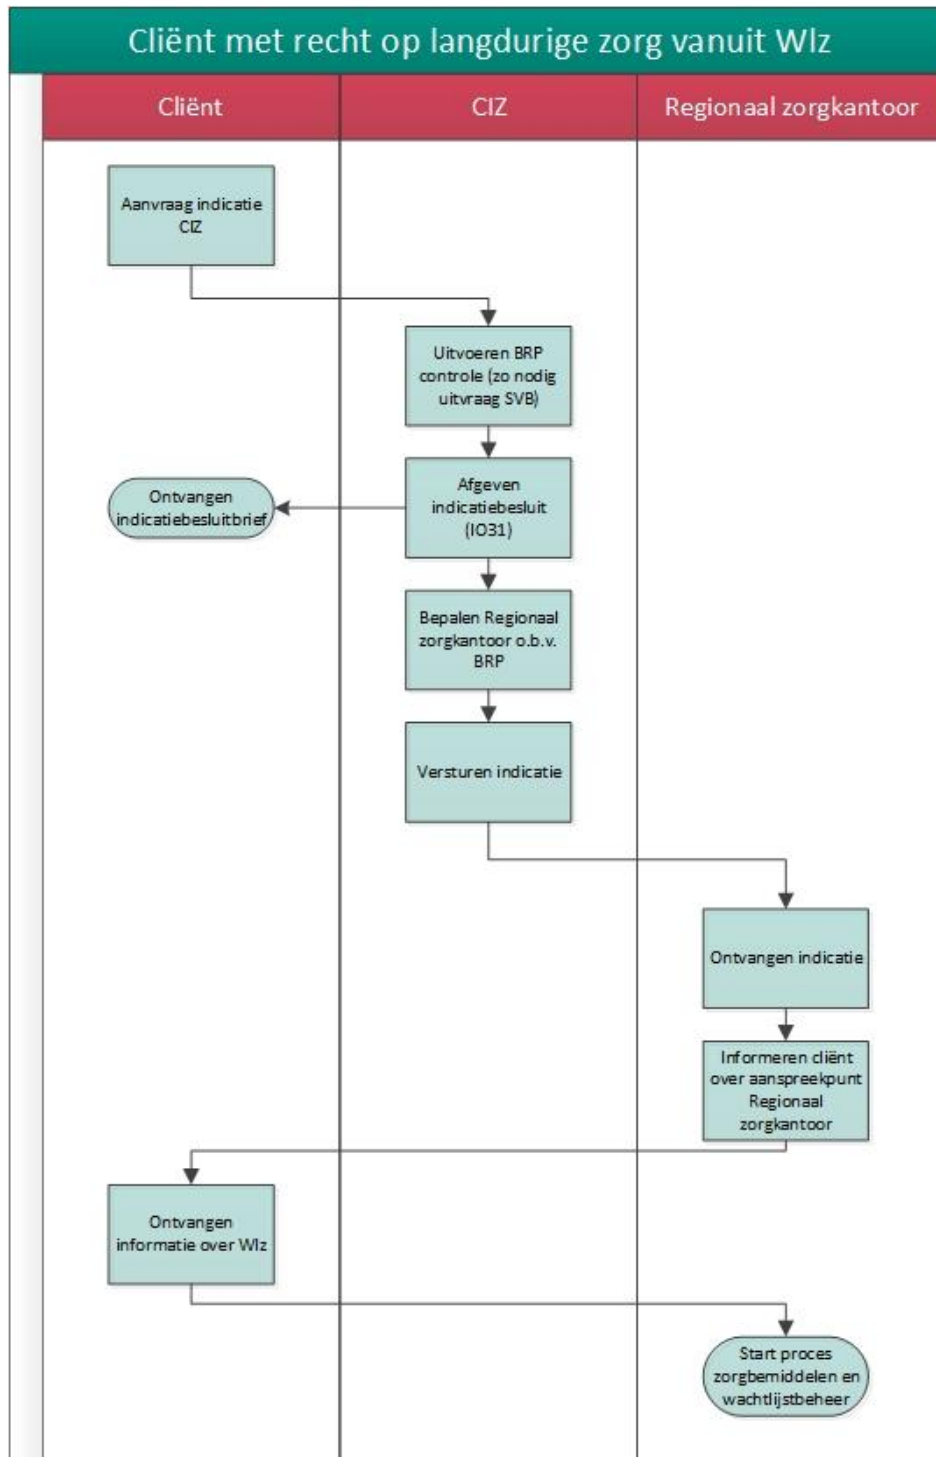 Cliënt met recht op langdurige zorg vanuit Wlz
Cliënt
CIZ
Regionaal zorgkantoor
Aanvraag indicatie
CIZ
Uitvoeren BRP
controle (zo nodig
uitvraag SVB)
Ontvangen
indicatiebesluitbrief
Afgeven
indicatiebesluit
(IO31)
Bepalen Regionaal
zorgkantoor o.b.v.
BRP
Versturen indicatie
Ontvangen indicatie
Informeren cliënt
over aanspreekpunt
Regionaal
zorgkantoor
Ontvangen
informatie over Wlz
Start proces
zorgbemiddelen en
wachtlijstbeheer